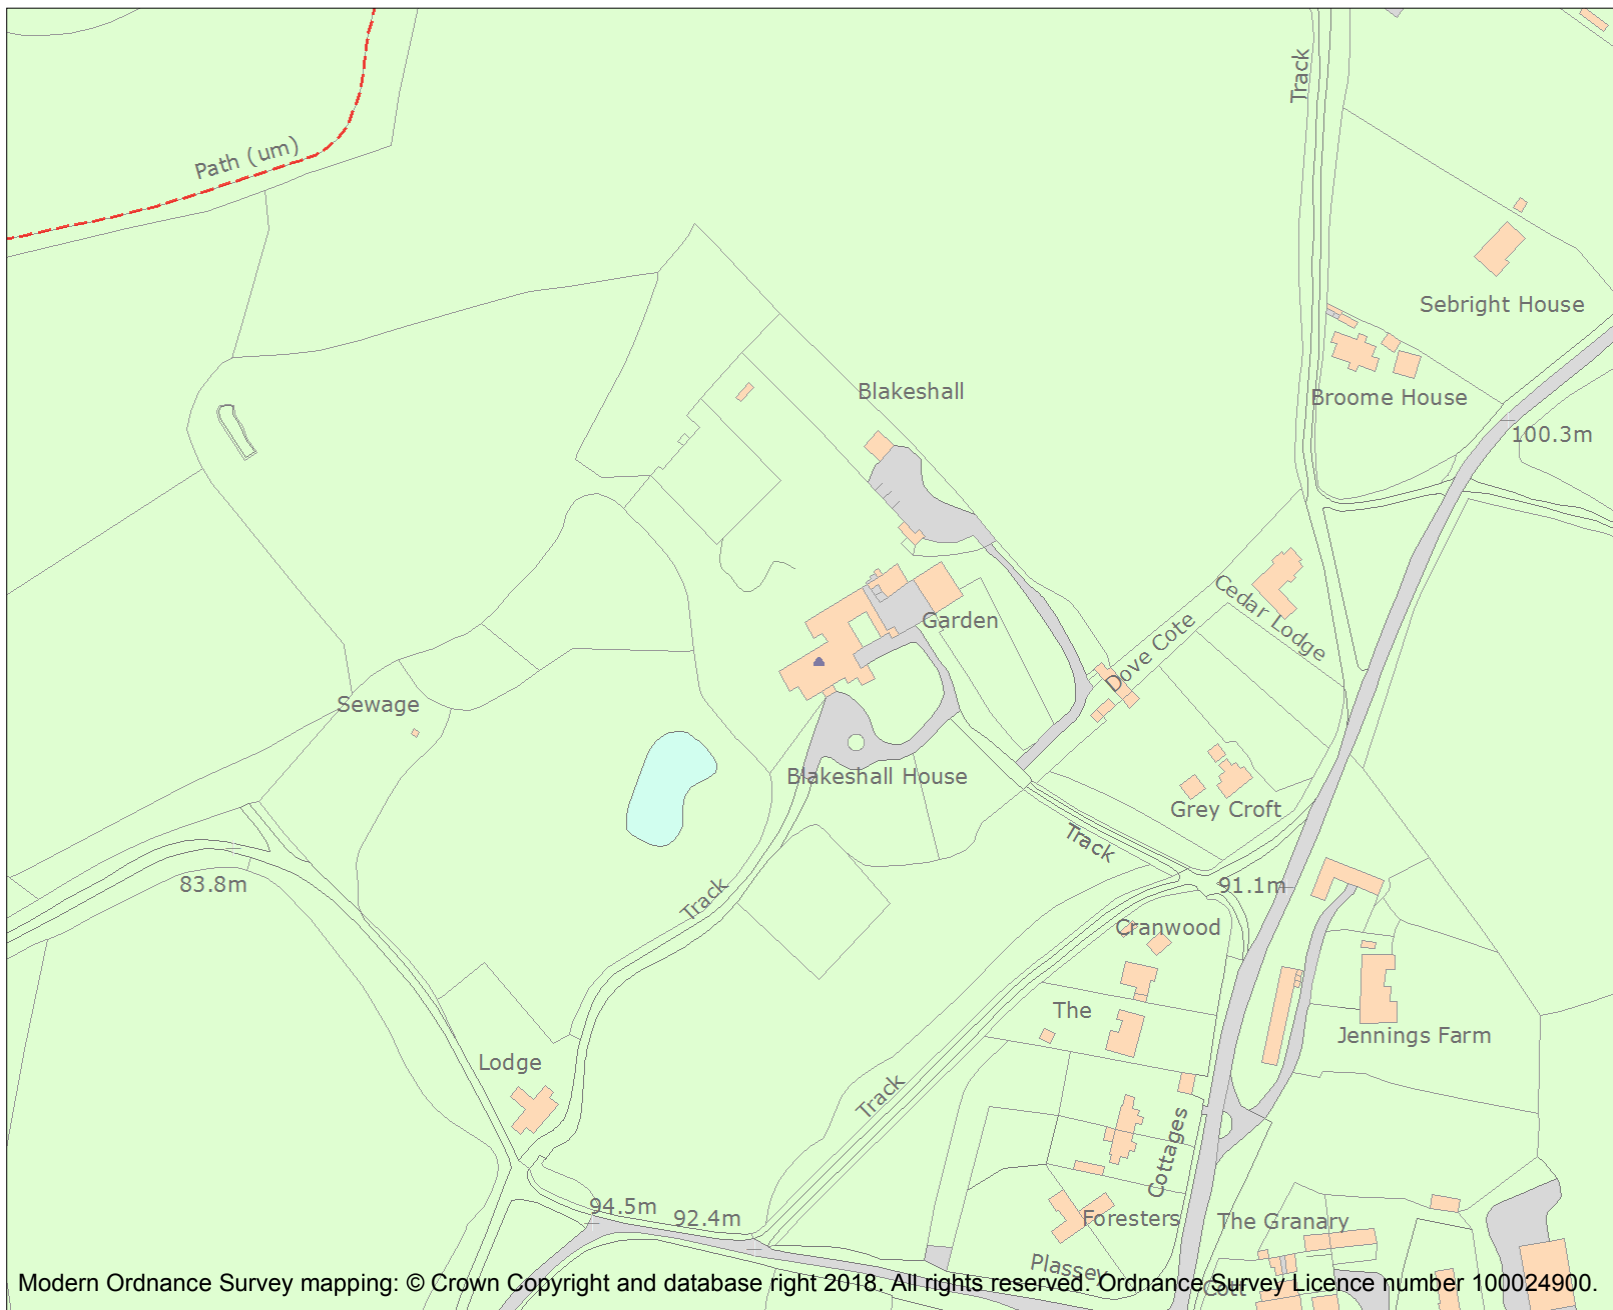 Track
Path (um)
Sebright House
Blakeshall
Broome House
100.3m
Garden
Cedar Lodge
Dove Cote
Sewage
Blakeshall House
Grey Croft
Track
83.8m
Track
91.1m
Cranwood
The
Jennings Farm
Lodge
Track
Cottages
94.5m
92.4m
Foresters
The Granary
Plassey
Cott
Modern Ordnance Survey mapping: © Crown Copyright and database right 2018. All rights reserved. Ordnance Survey Licence number 100024900.